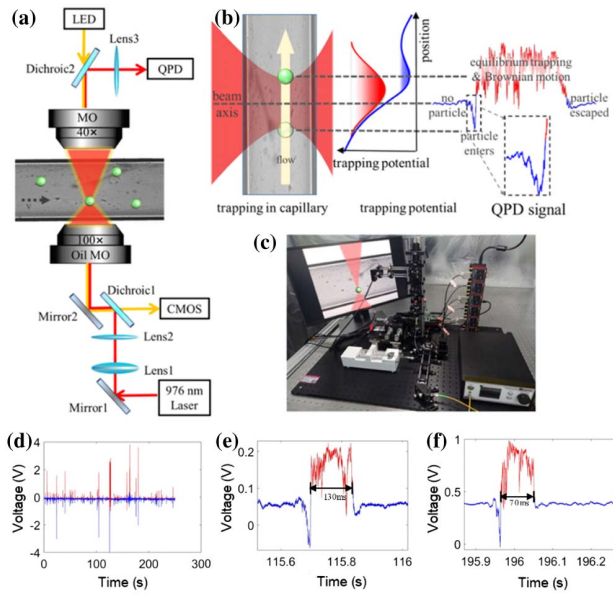 (a)
LED
Lens3
QPD
Dichroic2
MO
40×
V
100×
Oil MO
Dichroic1
CMOS
Mirror2
Lens2
Lens1
976 nm
Laser
Mirror1
(b)
beam
axis
flow
trapping in capillary
position
trapping potential
trapping potential
equilibrium trapping
& Brownian motion
no
particle
particle
enters
particle
escaped
QPD signal
(c)
(d)
Voltage (V)
4
2
0
-2
-4
0 100 200 300
Time (s)
(e)
Voltage (V)
0.2
0.1
0
130ms
115.6 115.8 116
Time (s)
(f)
Voltage (V)
1
0.5
0
70ms
195.9 196 196.1 196.2
Time (s)